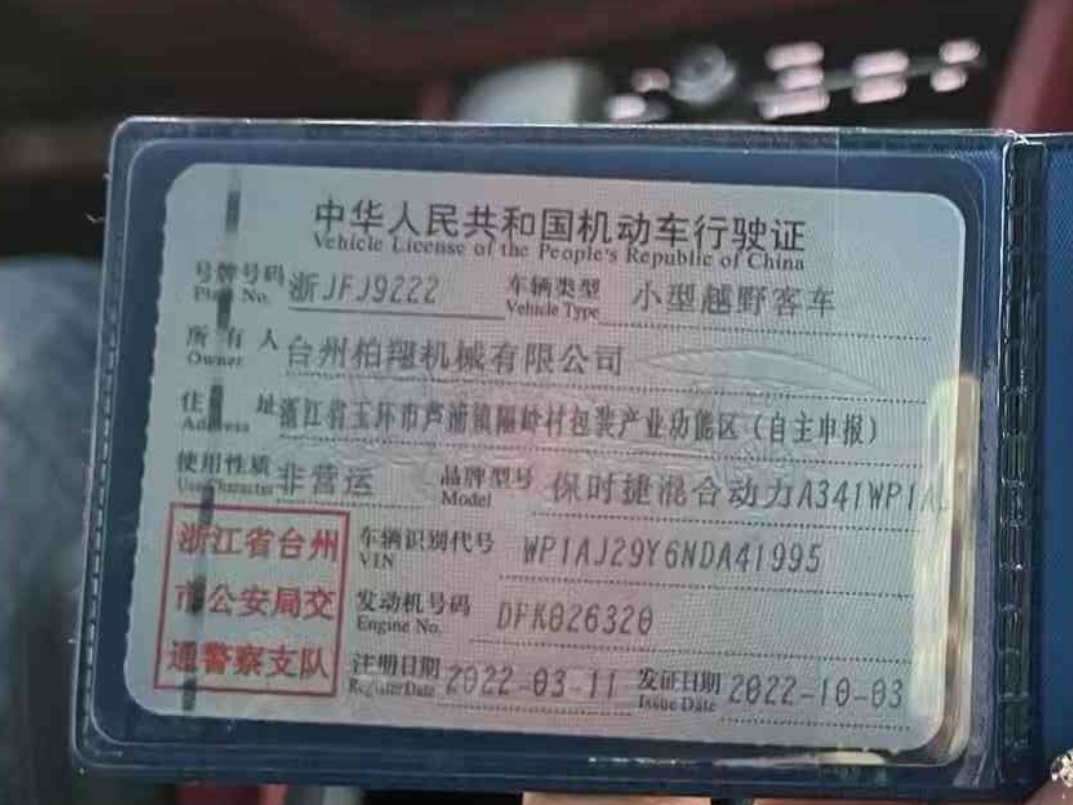 中华人民共和国机动车行驶证
Vehicle License of the People's Republic of China
号牌号码 浙JFJ9222 车辆类型 小型越野客车
Plate No. Vehicle Type
所有人 台州柏翔机械有限公司
Owner
住址 浙江省玉环市芦浦镇隔岭村包装产业功能区（自主申报）
Address
使用性质 非营运 品牌型号 保时捷混合动力A341WP1A
Use Character Model
车辆识别代号 WP1AJ29Y6NDA41995
VIN
发动机号码 DFK026320
Engine No.
注册日期 2022-03-11 发证日期 2022-10-03
Register Date Issue Date
浙江省台州
市公安局交
通警察支队